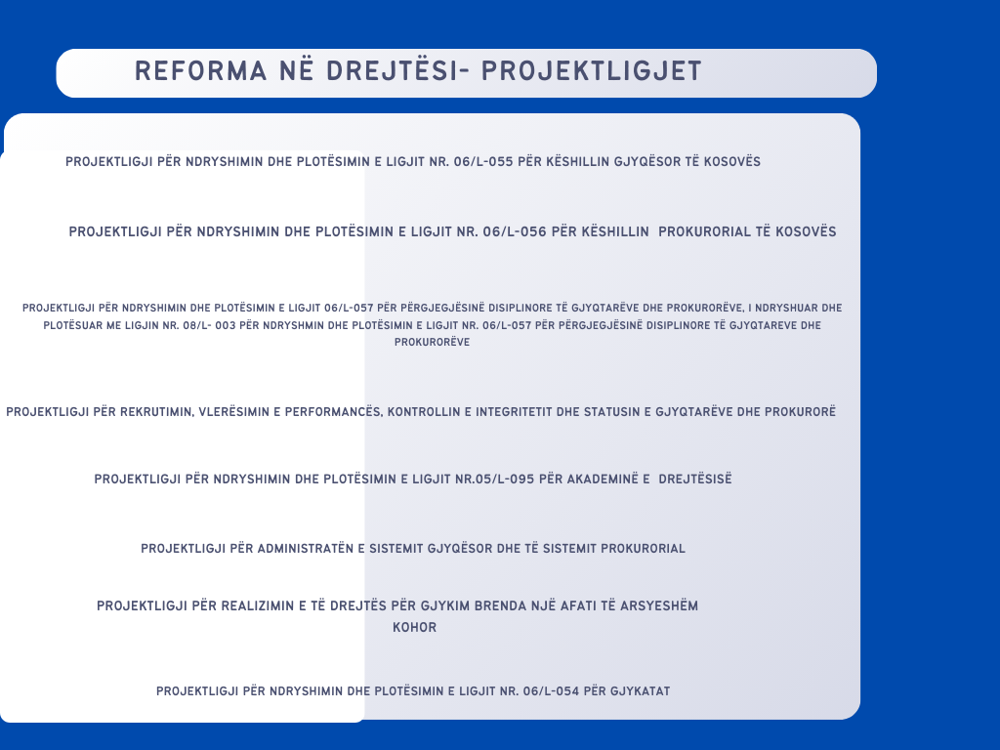 REFORMA NË DREJTËSI- PROJEKTLIGJET
PROJEKTLIGJI PËR NDRYSHIMIN DHE PLOTËSIMIN E LIGJIT NR. 06/L-055 PËR KËSHILLIN GJYQËSOR TË KOSOVËS
PROJEKTLIGJI PËR NDRYSHIMIN DHE PLOTËSIMIN E LIGJIT NR. 06/L-056 PËR KËSHILLIN PROKURORIAL TË KOSOVËS
PROJEKTLIGJI PËR NDRYSHIMIN DHE PLOTËSIMIN E LIGJIT 06/L-057 PËR PËRGJEGJËSINË DISIPLINORE TË GJYQTARËVE DHE PROKURORËVE, I NDRYSHUAR DHE
PLOTËSUAR ME LIGJIN NR. 08/L- 003 PËR NDRYSHMIN DHE PLOTËSIMIN E LIGJIT NR. 06/L-057 PËR PËRGJEGJËSINË DISIPLINORE TË GJYQTAREVE DHE
PROKURORËVE
PROJEKTLIGJI PËR REKRUTIMIN, VLERËSIMIN E PERFORMANCËS, KONTROLLIN E INTEGRITETIT DHE STATUSIN E GJYQTARËVE DHE PROKURORË
PROJEKTLIGJI PËR NDRYSHIMIN DHE PLOTËSIMIN E LIGJIT NR.05/L-095 PËR AKADEMINË E DREJTËSISË
PROJEKTLIGJI PËR ADMINISTRATËN E SISTEMIT GJYQËSOR DHE TË SISTEMIT PROKURORIAL
PROJEKTLIGJI PËR REALIZIMIN E TË DREJTËS PËR GJYKIM BRENDA NJË AFATI TË ARSYESHËM
KOHOR
PROJEKTLIGJI PËR NDRYSHIMIN DHE PLOTËSIMIN E LIGJIT NR. 06/L-054 PËR GJYKATAT